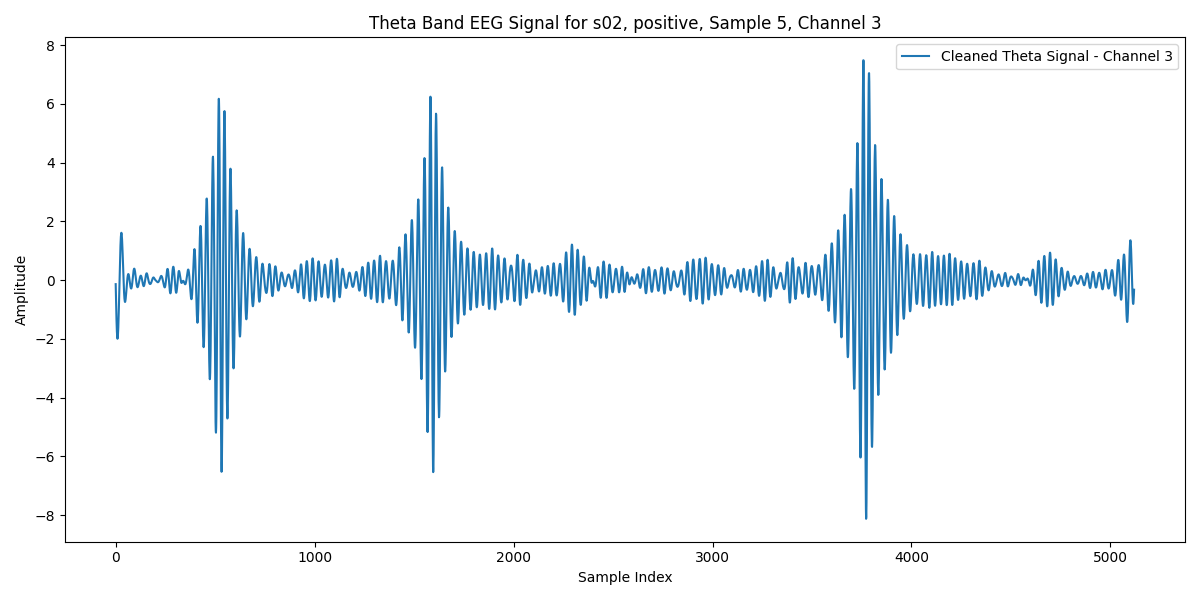 Theta Band EEG Signal for s02, positive, Sample 5, Channel 3
Cleaned Theta Signal - Channel 3
Amplitude
8
6
4
2
0
−2
−4
−6
−8
0 1000 2000 3000 4000 5000
Sample Index